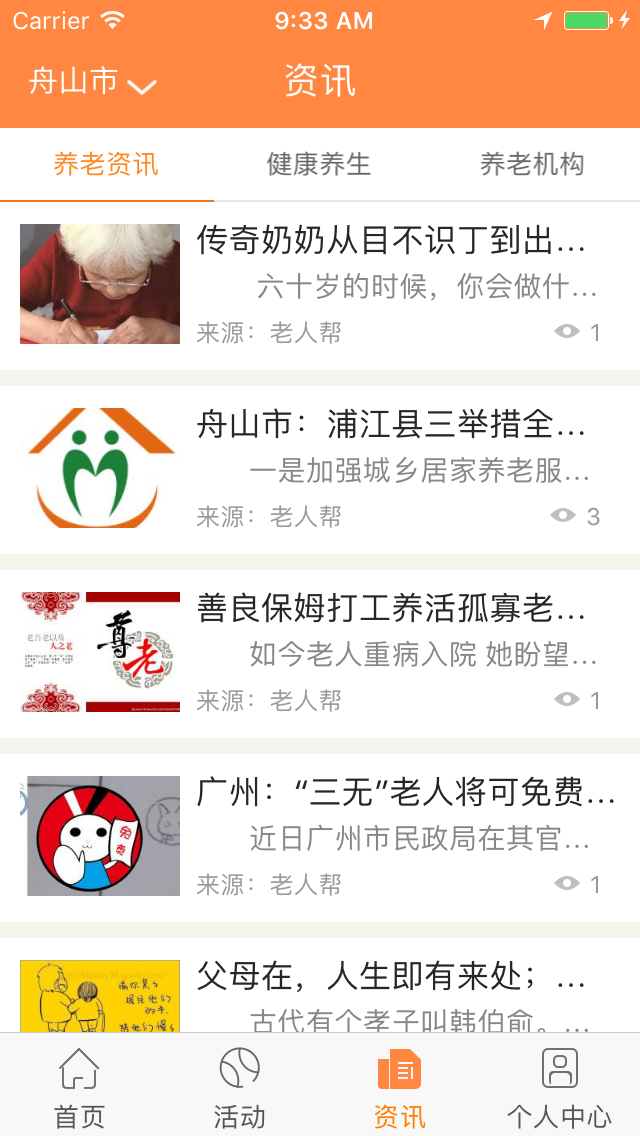 Carrier 9:33 AM
舟山市 资讯
养老资讯 健康养生 养老机构
传奇奶奶从目不识丁到出...
六十岁的时候，你会做什...
来源：老人帮 1
舟山市：浦江县三举措全...
一是加强城乡居家养老服...
来源：老人帮 3
老吾老以及
人之老
尊老
善良保姆打工养活孤寡老...
如今老人重病入院 她盼望...
来源：老人帮 1
免费
广州：“三无”老人将可免费...
近日广州市民政局在其官...
来源：老人帮 1
父母在，人生即有来处；...
古代有个孝子叫韩伯俞。...
首页 活动 资讯 个人中心